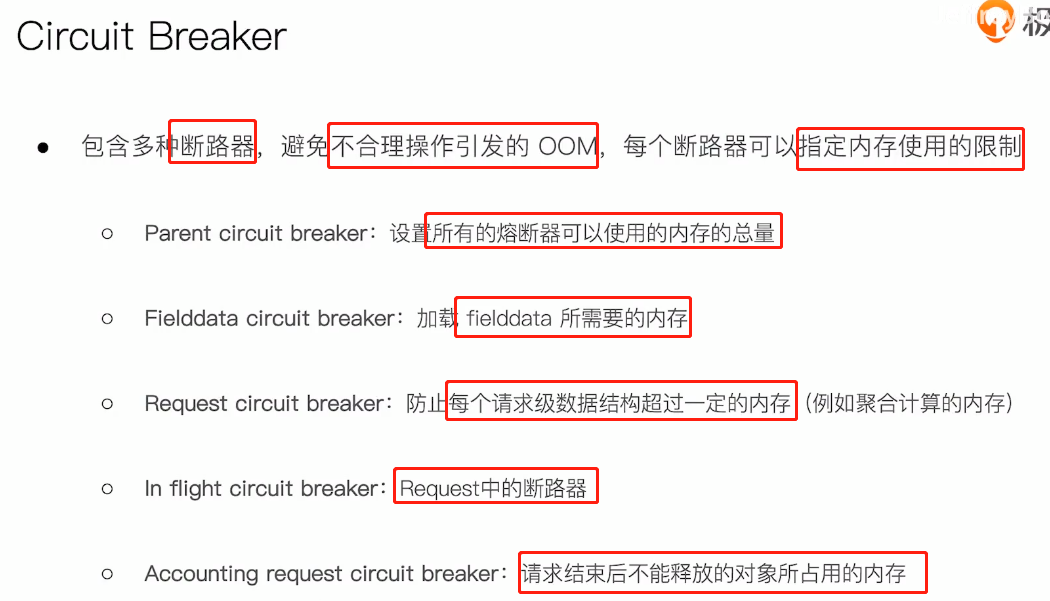 Circuit Breaker
极
● 包含多种断路器，避免不合理操作引发的 OOM，每个断路器可以指定内存使用的限制
○ Parent circuit breaker：设置所有的熔断器可以使用的内存的总量
○ Fielddata circuit breaker：加载 fielddata 所需要的内存
○ Request circuit breaker：防止每个请求级数据结构超过一定的内存（例如聚合计算的内存）
○ In flight circuit breaker：Request中的断路器
○ Accounting request circuit breaker：请求结束后不能释放的对象所占用的内存